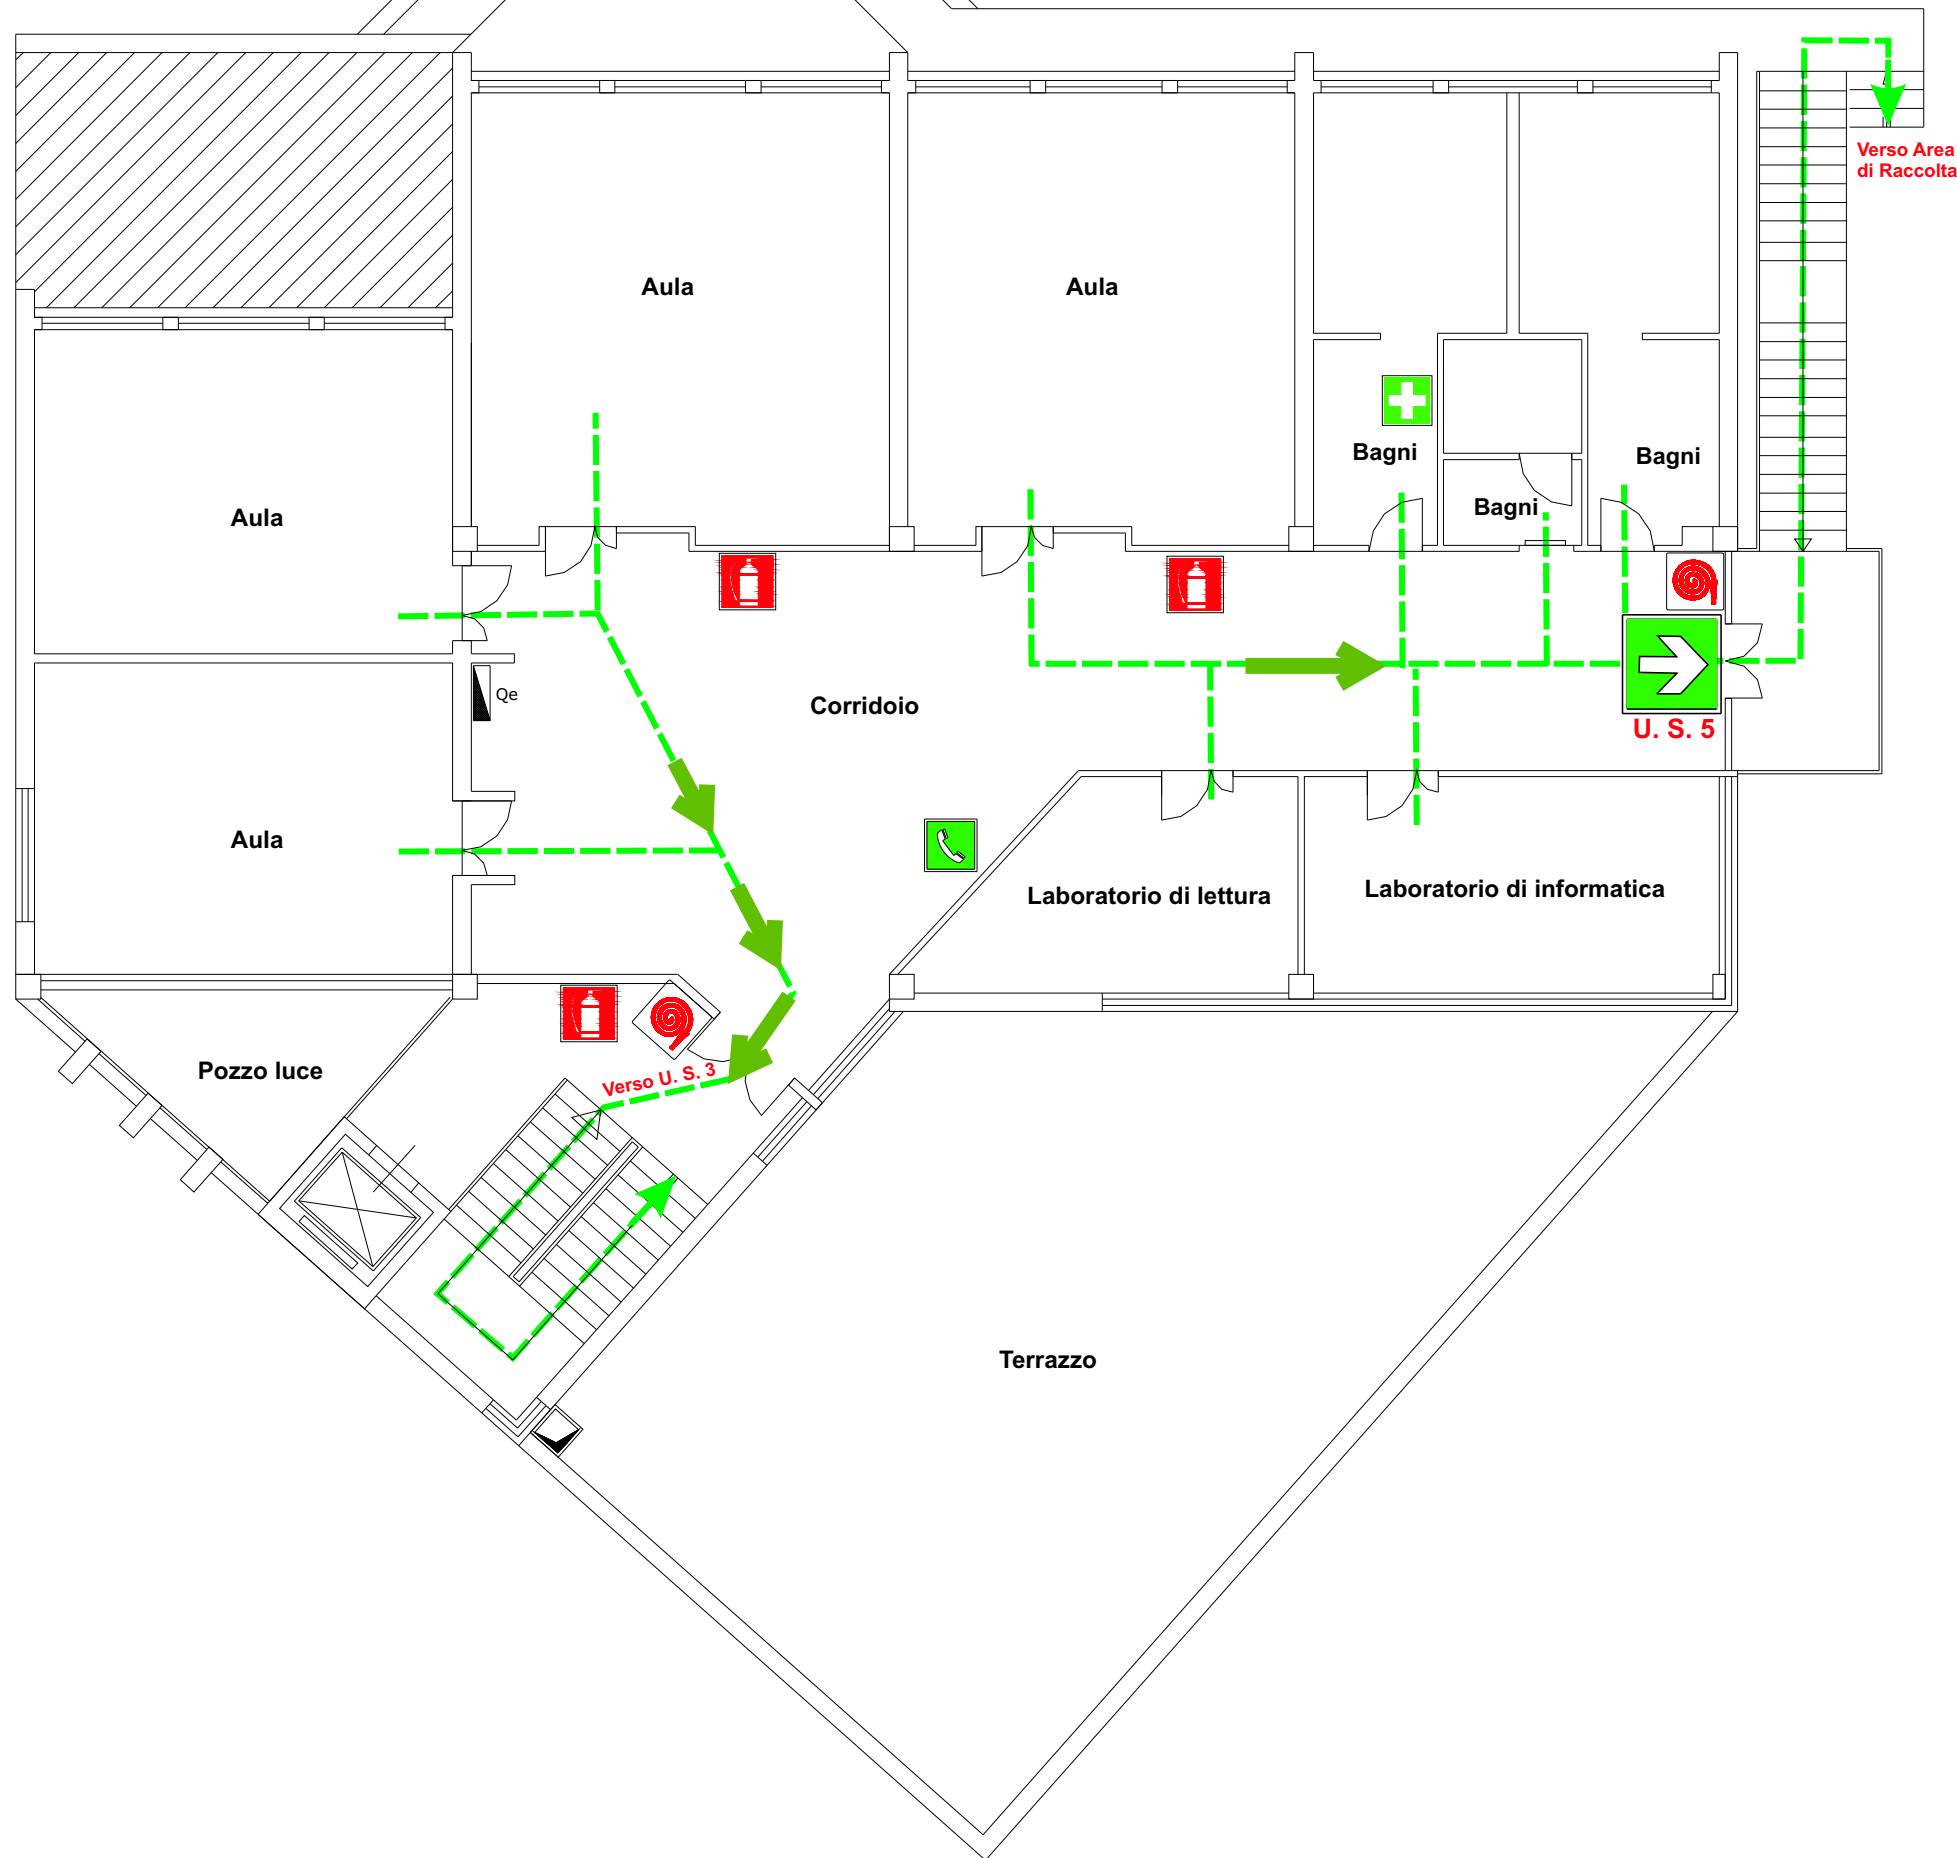 Verso Area
di Raccolta
Aula
Aula
Bagni
Bagni
Bagni
Aula
Qe
Corridoio
U. S. 5
Aula
Laboratorio di lettura
Laboratorio di informatica
Pozzo luce
Verso U. S. 3
Terrazzo